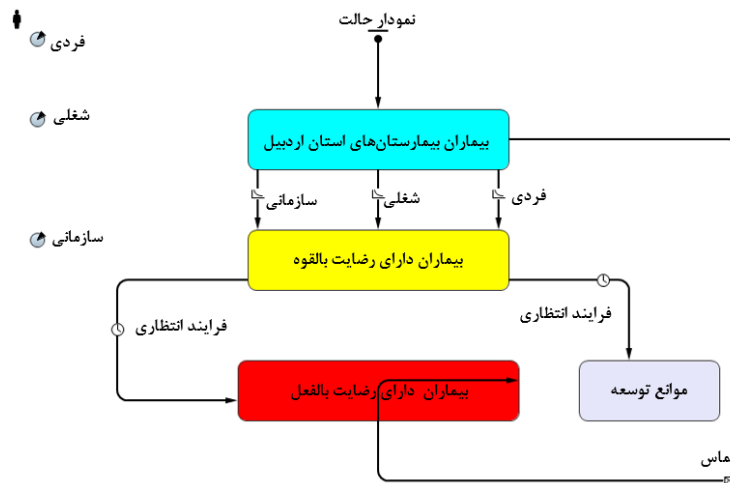 نمودار حالت
فردی
شغلی
بیماران بیمارستان‌های استان اردبیل
فردی
شغلی
سازمانی
سازمانی
بیماران دارای رضایت بالقوه
فرایند انتظاری
فرایند انتظاری
موانع توسعه
بیماران دارای رضایت بالفعل
ماس